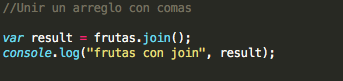 //Unir un arreglo con comas
var result = frutas.join();
console.log("frutas con join", result);